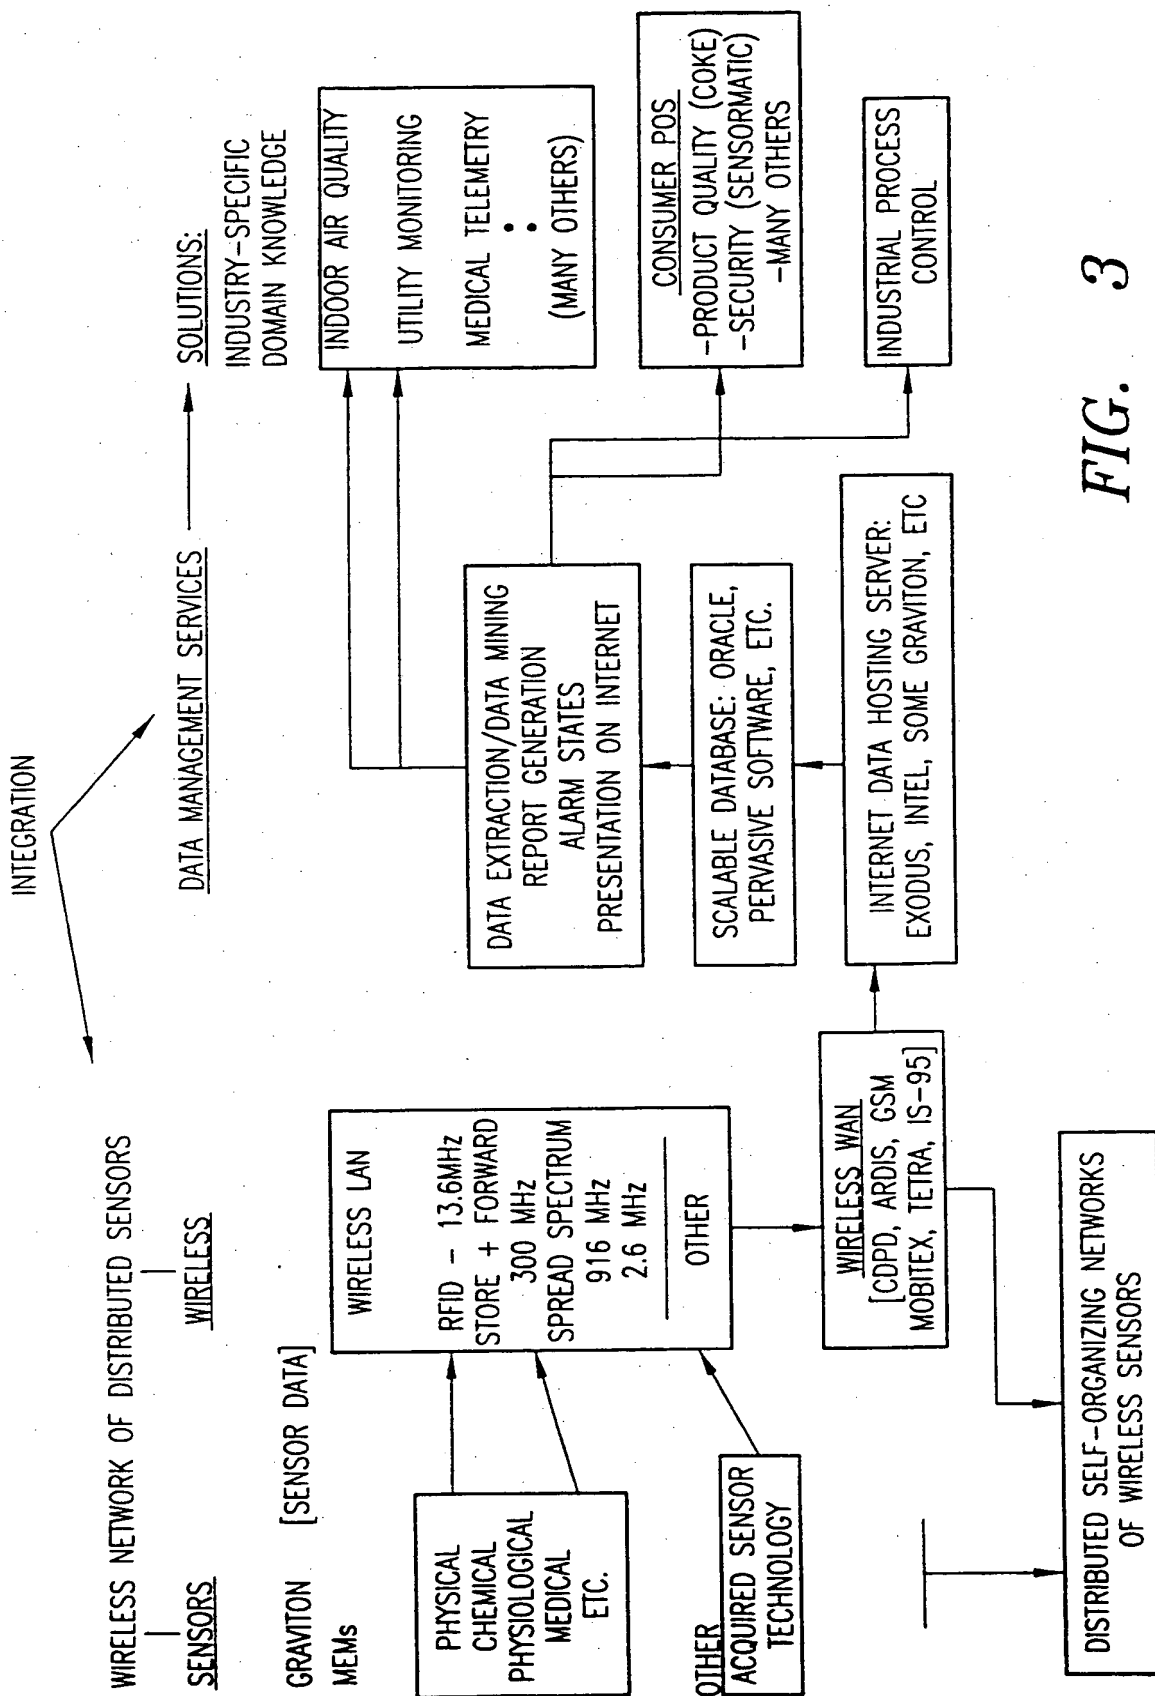 INTEGRATION
WIRELESS NETWORK OF DISTRIBUTED SENSORS
SENSORS
WIRELESS
DATA MANAGEMENT SERVICES
SOLUTIONS:
INDUSTRY-SPECIFIC
DOMAIN KNOWLEDGE
GRAVITON
[SENSOR DATA]
MEMs
PHYSICAL
CHEMICAL
PHYSIOLOGICAL
MEDICAL
ETC.
OTHER
ACQUIRED SENSOR
TECHNOLOGY
WIRELESS LAN
RFID - 13.6MHz
STORE + FORWARD
300 MHz
SPREAD SPECTRUM
916 MHz
2.6 MHz
OTHER
WIRELESS WAN
[CDPD, ARDIS, GSM
MOBITEX, TETRA, IS-95]
DISTRIBUTED SELF-ORGANIZING NETWORKS
OF WIRELESS SENSORS
DATA EXTRACTION/DATA MINING
REPORT GENERATION
ALARM STATES
PRESENTATION ON INTERNET
SCALABLE DATABASE: ORACLE,
PERVASIVE SOFTWARE, ETC.
INTERNET DATA HOSTING SERVER:
EXODUS, INTEL, SOME GRAVITON, ETC
INDOOR AIR QUALITY
UTILITY MONITORING
MEDICAL TELEMETRY
(MANY OTHERS)
CONSUMER POS
-PRODUCT QUALITY (COKE)
-SECURITY (SENSORMATIC)
-MANY OTHERS
INDUSTRIAL PROCESS
CONTROL
FIG. 3